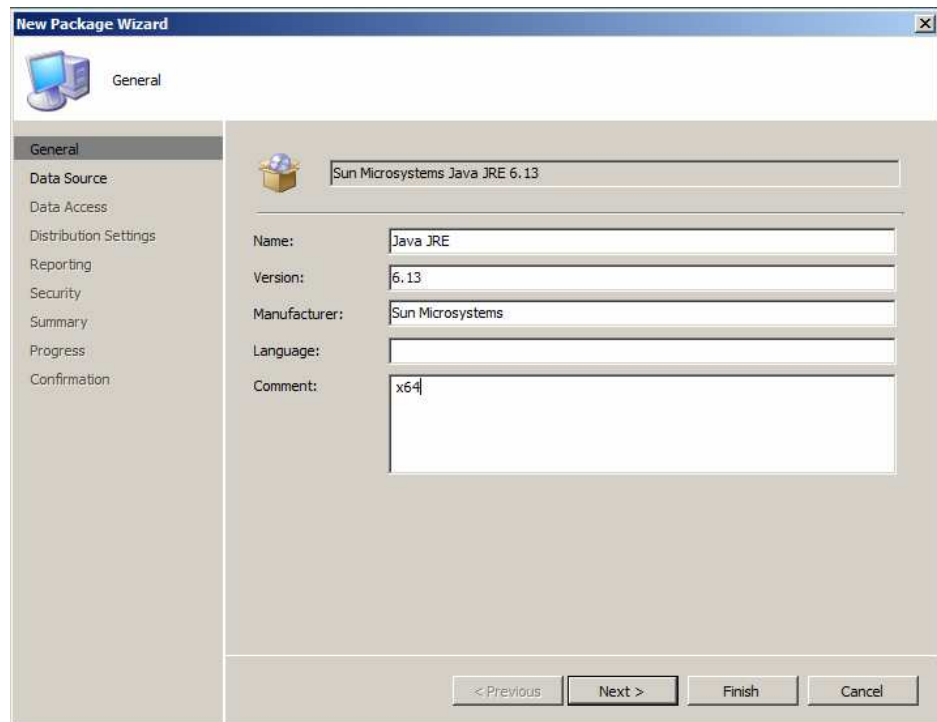 New Package Wizard
General
General
Data Source
Data Access
Distribution Settings
Reporting
Security
Summary
Progress
Confirmation
Sun Microsystems Java JRE 6.13
Name: Java JRE
Version: 6.13
Manufacturer: Sun Microsystems
Language:
Comment: x64
< Previous Next > Finish Cancel